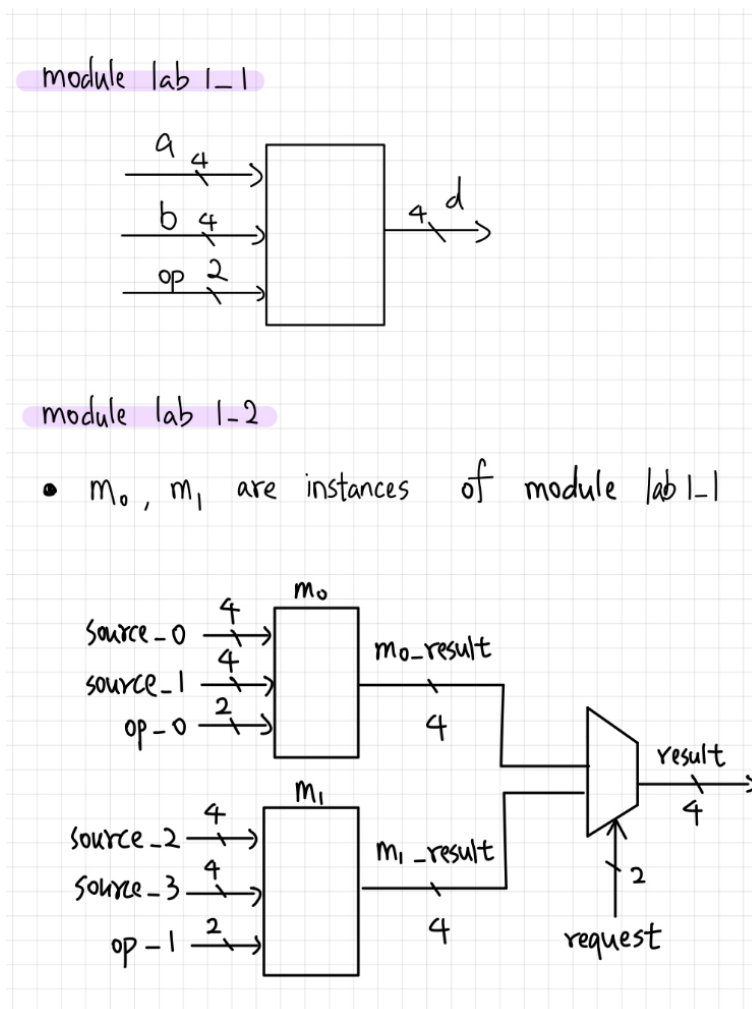 module lab 1_1
a 4
b 4
op 2
4 d
module lab 1-2
• m₀, m₁ are instances of module lab 1_1
m₀
source_0 4
source_1 4
op_0 2
m₀_result
4
result
4
m₁
source_2 4
source_3 4
op_1 2
m₁_result
4
2
request